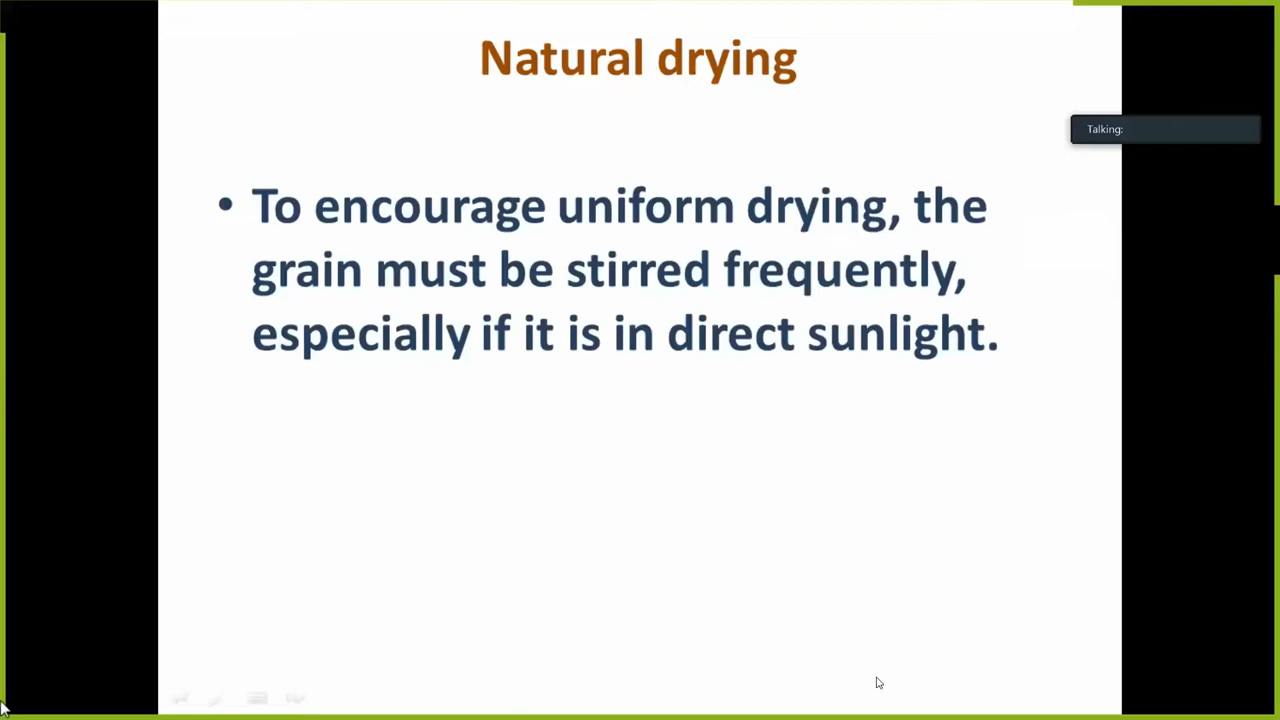 Natural drying
Talking:
• To encourage uniform drying, the
grain must be stirred frequently,
especially if it is in direct sunlight.